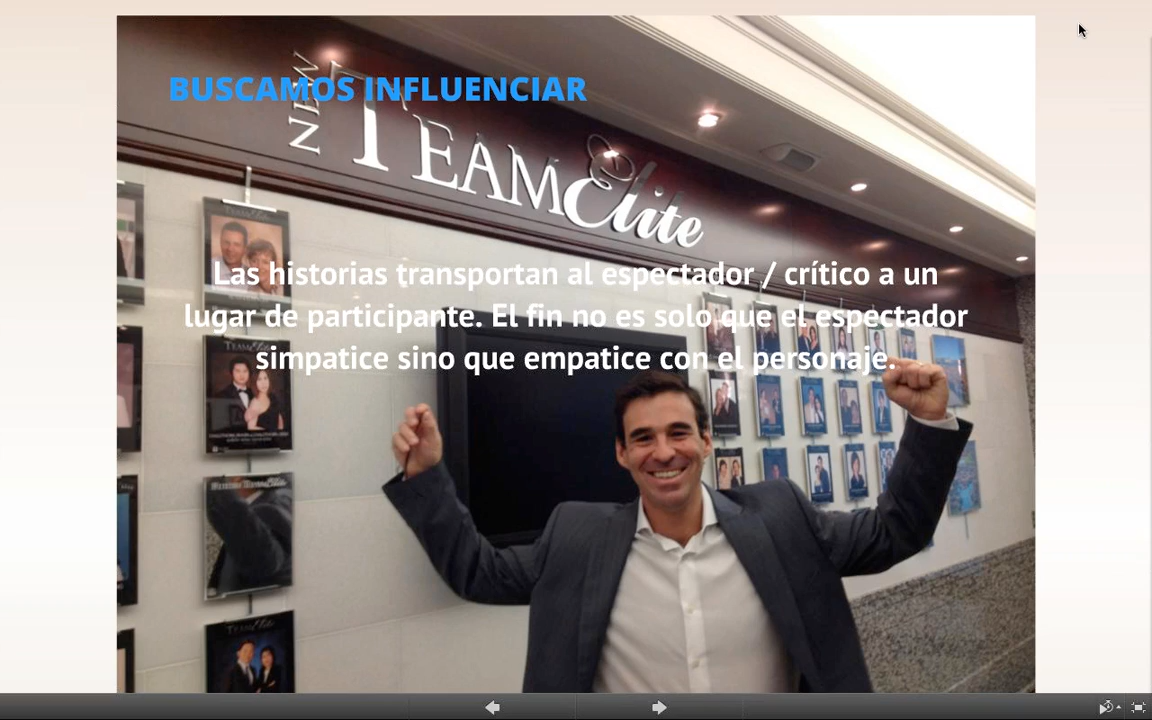 BUSCAMOS INFLUENCIAR
NEW
TEAM Elite
Las historias transportan al espectador / crítico a un
lugar de participante. El fin no es solo que el espectador
simpatice sino que empatice con el personaje.